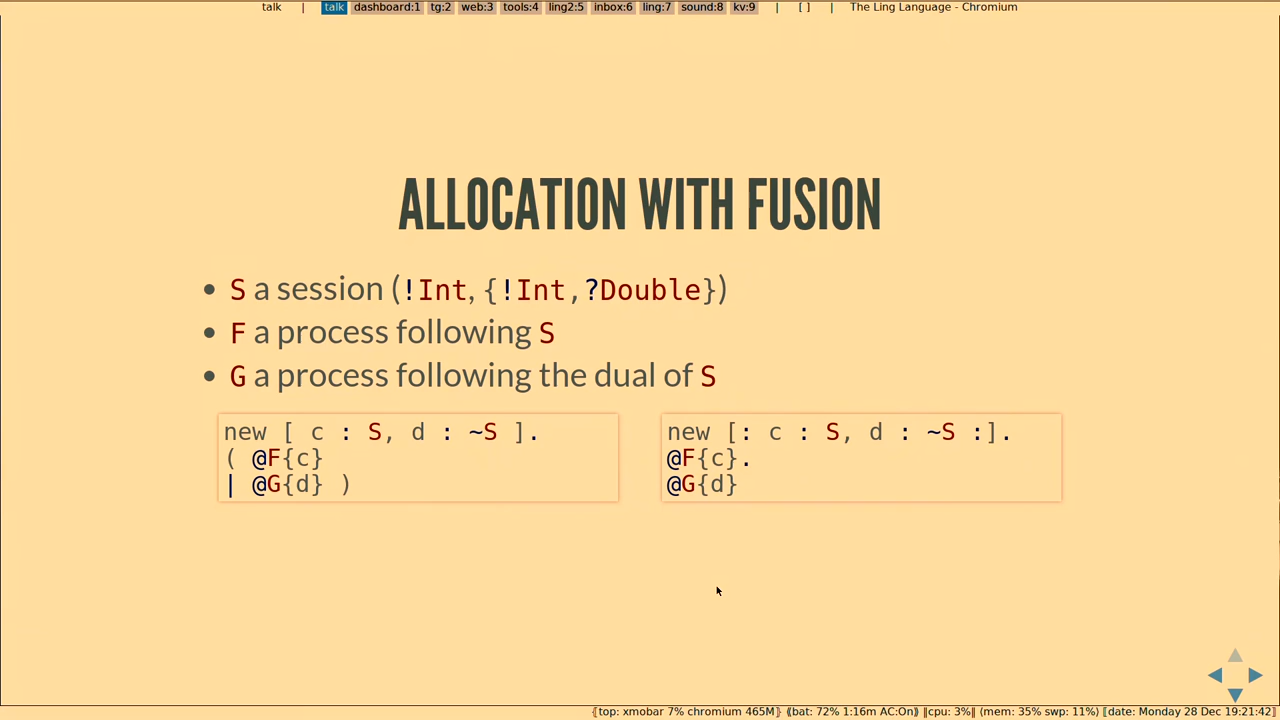 talk | talk dashboard:1 tg:2 web:3 tools:4 ling2:5 inbox:6 ling:7 sound:8 kv:9 | [ ] | The Ling Language - Chromium
ALLOCATION WITH FUSION
• S a session (!Int, {!Int,?Double})
• F a process following S
• G a process following the dual of S
new [ c : S, d : ~S ].
( @F{c}
| @G{d} )
new [: c : S, d : ~S :].
@F{c}.
@G{d}
⦃top: xmobar 7% chromium 465M⦄ ⟪bat: 72% 1:16m AC:On⟫ ⟦cpu: 3%⟧ ⦅mem: 35% swp: 11%⦆ ⟦date: Monday 28 Dec 19:21:42⟧